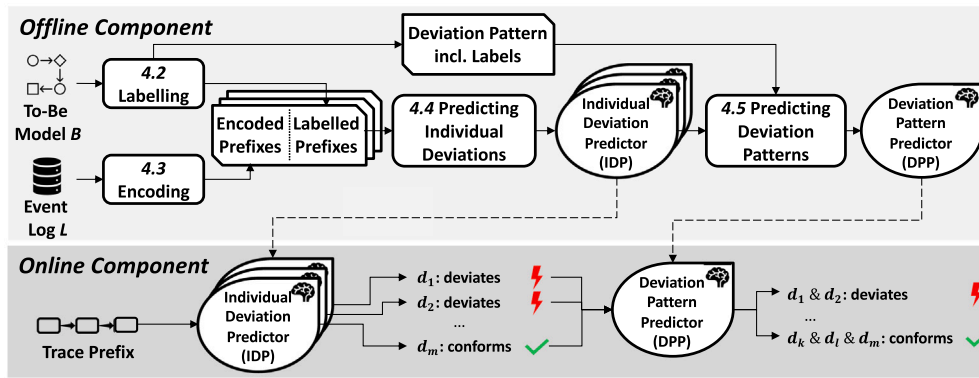 Offline Component
To-Be
Model B
Event
Log L
4.2
Labelling
4.3
Encoding
Deviation Pattern
incl. Labels
Encoded
Prefixes
Labelled
Prefixes
4.4 Predicting
Individual
Deviations
Individual
Deviation
Predictor
(IDP)
4.5 Predicting
Deviation
Patterns
Deviation
Pattern
Predictor
(DPP)
Online Component
Trace Prefix
Individual
Deviation
Predictor
(IDP)
d1: deviates
d2: deviates
...
dm: conforms
Deviation
Pattern
Predictor
(DPP)
d1 & d2: deviates
...
dk & dl & dm: conforms